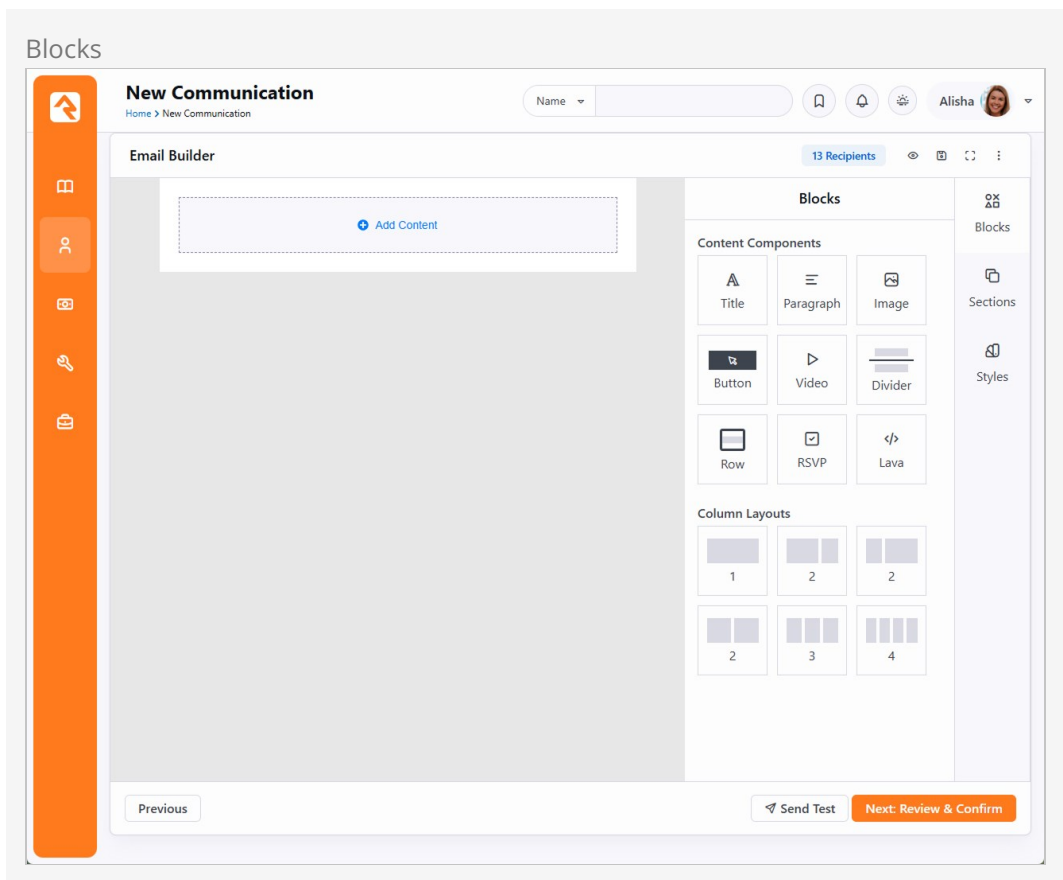 Blocks
New Communication
Home > New Communication
Name
Alisha
Email Builder
13 Recipients
Add Content
Blocks
Content Components
Title
Paragraph
Image
Button
Video
Divider
Row
RSVP
</>
Lava
Column Layouts
1
2
2
2
3
4
Blocks
Sections
Styles
Previous
Send Test
Next: Review & Confirm